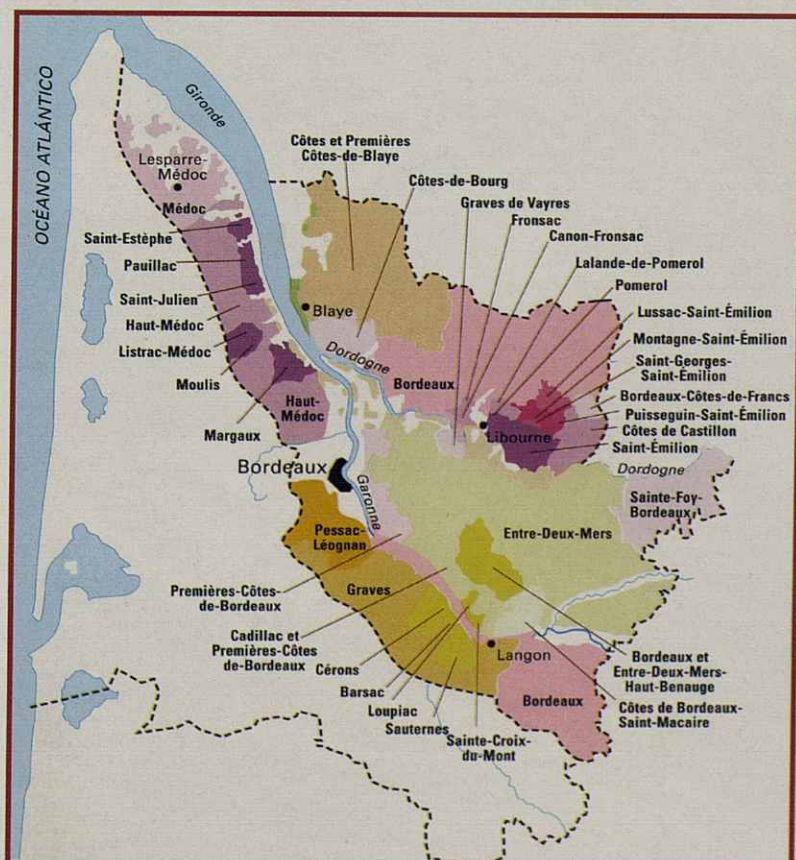 OCÉANO ATLÁNTICO
Gironde
Lesparre-
Médoc
Médoc
Saint-Estèphe
Pauillac
Saint-Julien
Haut-Médoc
Listrac-Médoc
Moulis
Margaux
Haut-
Médoc
Côtes et Premières
Côtes-de-Blaye
Côtes-de-Bourg
Graves de Vayres
Fronsac
Canon-Fronsac
Lalande-de-Pomerol
Pomerol
Lussac-Saint-Émilion
Montagne-Saint-Émilion
Saint-Georges-
Saint-Émilion
Bordeaux-Côtes-de-Francs
Puisseguin-Saint-Émilion
Côtes de Castillon
Saint-Émilion
Blaye
Dordogne
Bordeaux
Libourne
Dordogne
Sainte-Foy-
Bordeaux
Bordeaux
Garonne
Entre-Deux-Mers
Pessac-
Léognan
Graves
Premières-Côtes-
de-Bordeaux
Cadillac et
Premières-Côtes
de-Bordeaux
Cérons
Barsac
Loupiac
Sauternes
Sainte-Croix-
du-Mont
Langon
Bordeaux
Bordeaux et
Entre-Deux-Mers-
Haut-Benauge
Côtes de Bordeaux-
Saint-Macaire